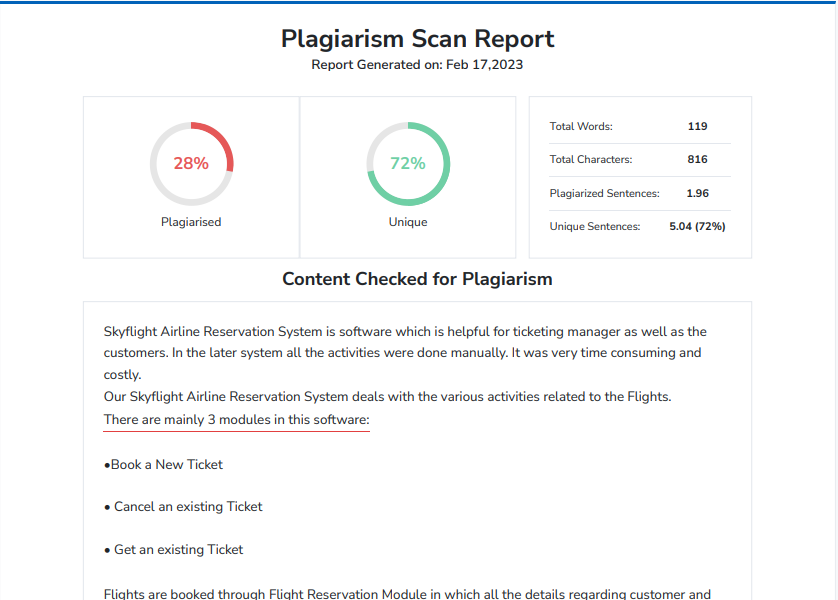 Plagiarism Scan Report
Report Generated on: Feb 17,2023
28%
Plagiarised
72%
Unique
Total Words: 119
Total Characters: 816
Plagiarized Sentences: 1.96
Unique Sentences: 5.04 (72%)
Content Checked for Plagiarism
Skyflight Airline Reservation System is software which is helpful for ticketing manager as well as the
customers. In the later system all the activities were done manually. It was very time consuming and
costly.
Our Skyflight Airline Reservation System deals with the various activities related to the Flights.
There are mainly 3 modules in this software:
•Book a New Ticket
• Cancel an existing Ticket
• Get an existing Ticket
Flights are booked through Flight Reservation Module in which all the details regarding customer and